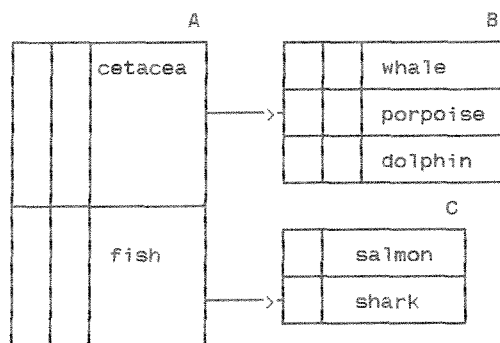 A
B
cetacea
whale
porpoise
dolphin
C
fish
salmon
shark